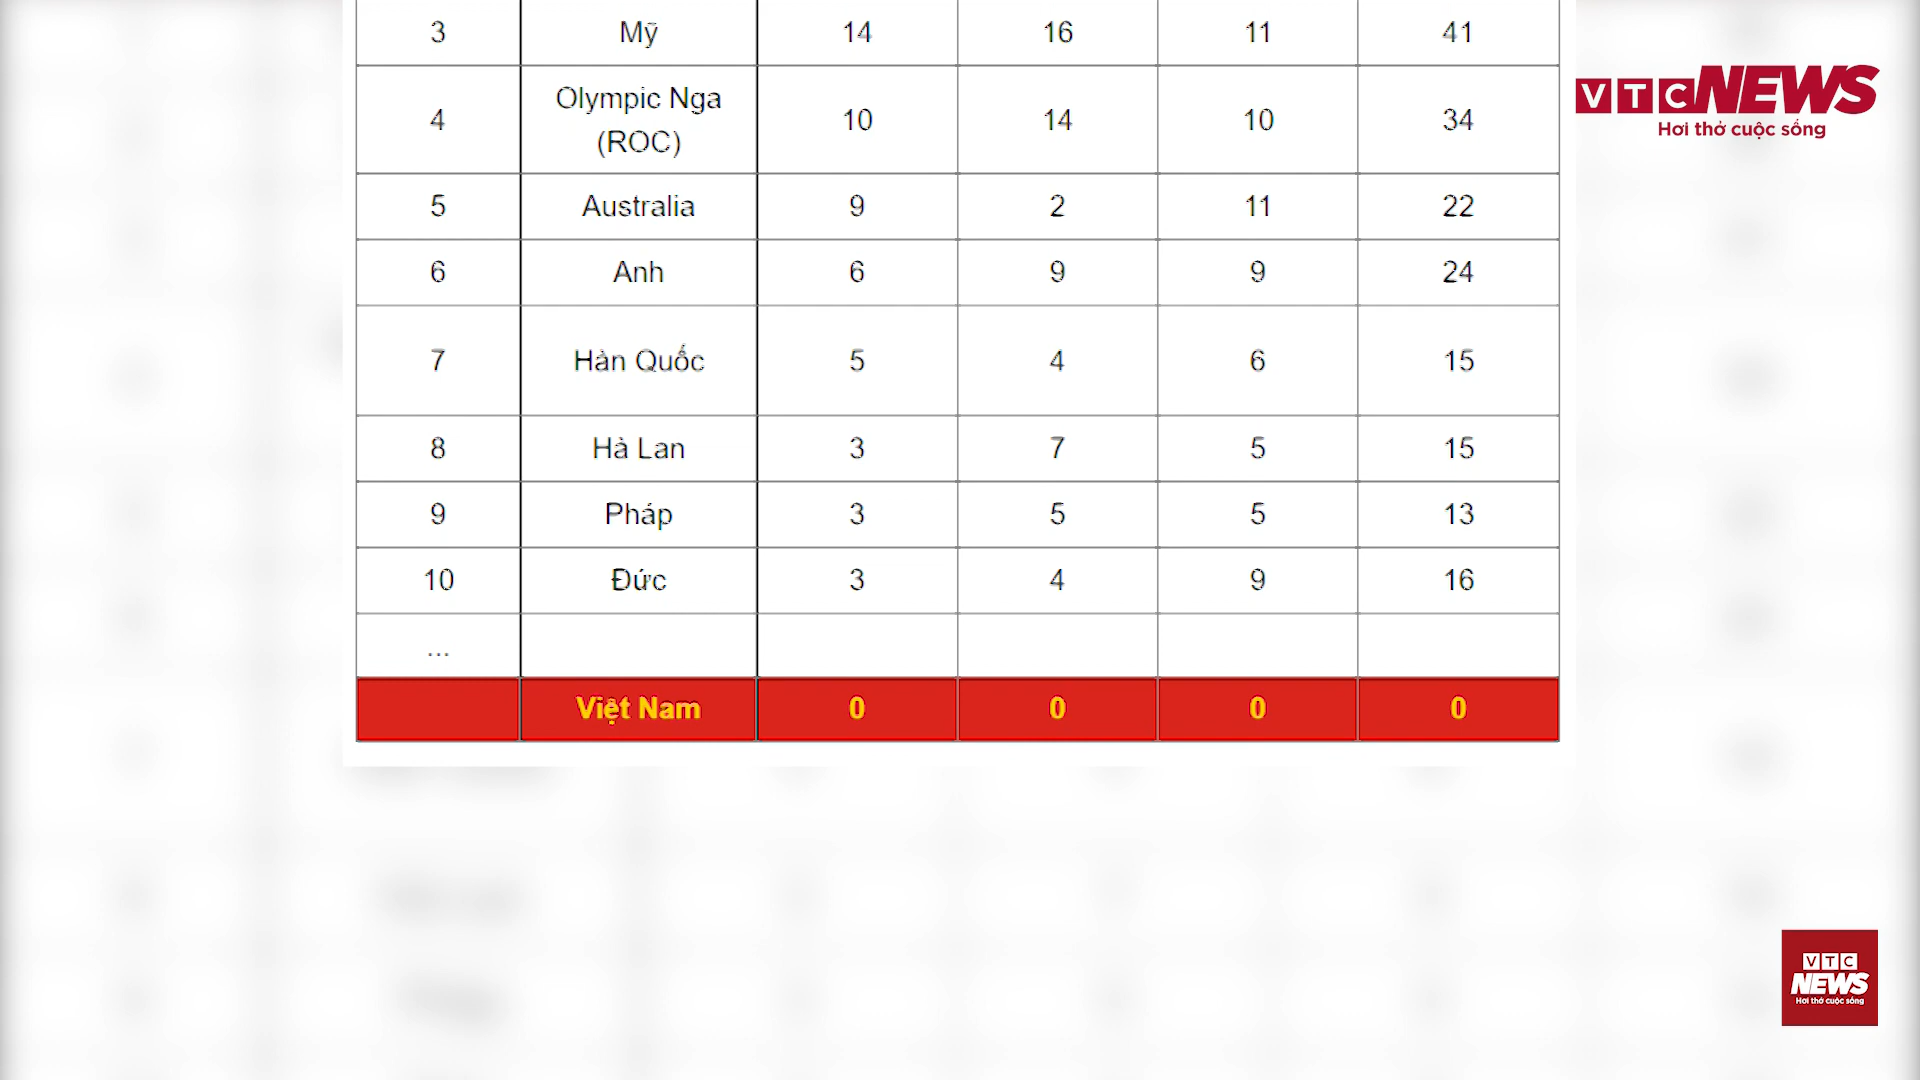 3 Mỹ 14 16 11 41
4 Olympic Nga (ROC) 10 14 10 34
5 Australia 9 2 11 22
6 Anh 6 9 9 24
7 Hàn Quốc 5 4 6 15
8 Hà Lan 3 7 5 15
9 Pháp 3 5 5 13
10 Đức 3 4 9 16
...
Việt Nam 0 0 0 0
VTC NEWS
Hơi thở cuộc sống
VTC
NEWS
Hơi thở cuộc sống